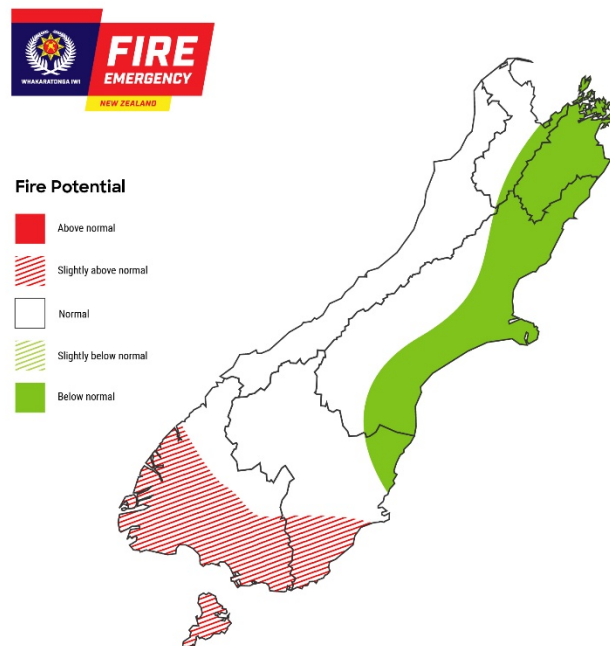 FIRE
EMERGENCY
NEW ZEALAND
WHAKARATONGA IWI
Fire Potential
Above normal
Slightly above normal
Normal
Slightly below normal
Below normal